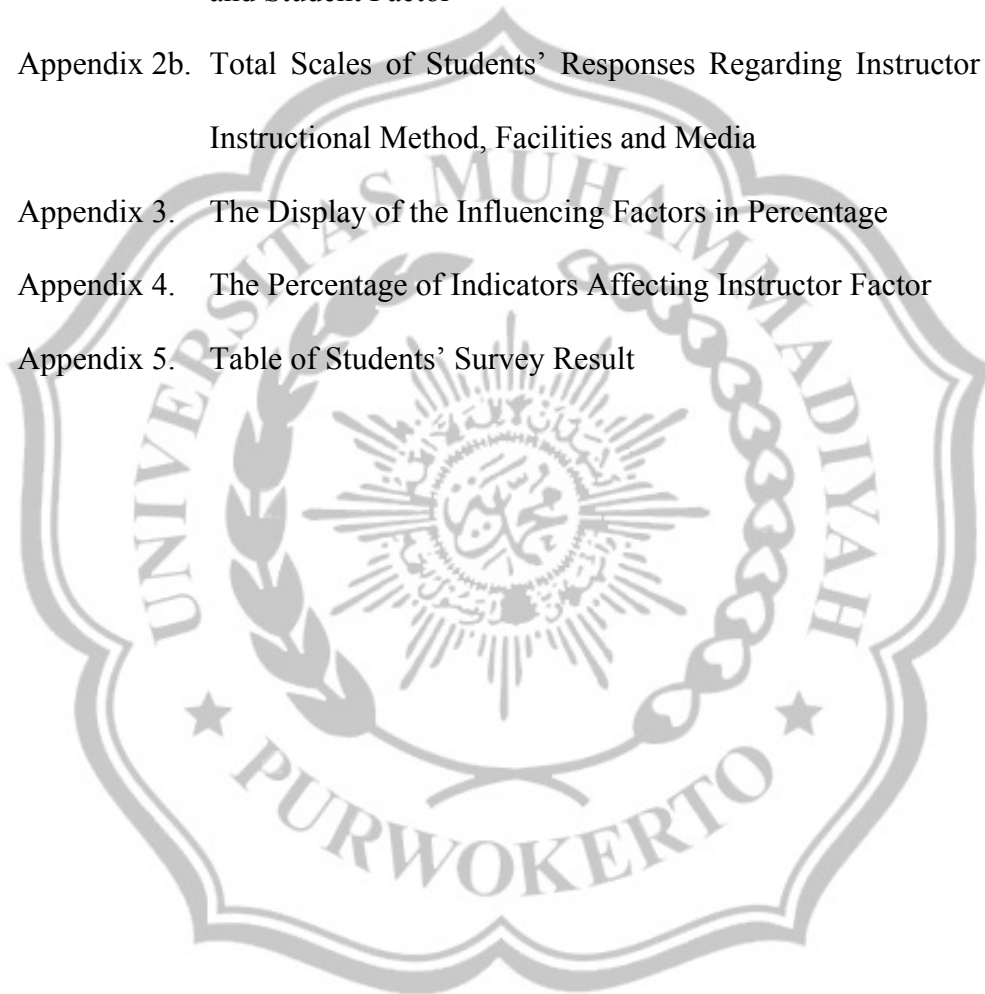 and Student Factor
Appendix 2b. Total Scales of Students’ Responses Regarding Instructor
Instructional Method, Facilities and Media
Appendix 3. The Display of the Influencing Factors in Percentage
Appendix 4. The Percentage of Indicators Affecting Instructor Factor
Appendix 5. Table of Students’ Survey Result
UNIVERSITAS MUHAMMADIYAH
PURWOKERTO